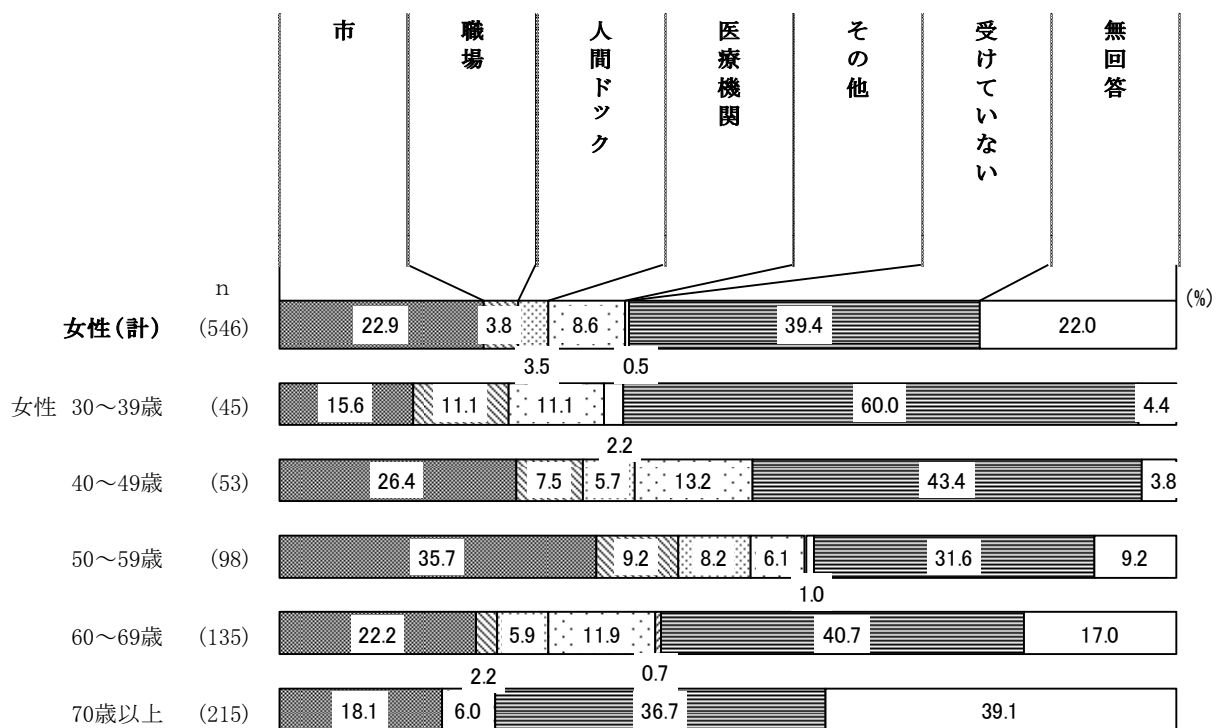 市
職場
人間ドック
医療機関
その他
受けていない
無回答
n
(%)
女性(計) (546) 22.9 3.8 8.6 39.4 22.0
3.5 0.5
女性 30～39歳 (45) 15.6 11.1 11.1 60.0 4.4
2.2
40～49歳 (53) 26.4 7.5 5.7 13.2 43.4 3.8
50～59歳 (98) 35.7 9.2 8.2 6.1 31.6 9.2
1.0
60～69歳 (135) 22.2 5.9 11.9 40.7 17.0
2.2 0.7
70歳以上 (215) 18.1 6.0 36.7 39.1